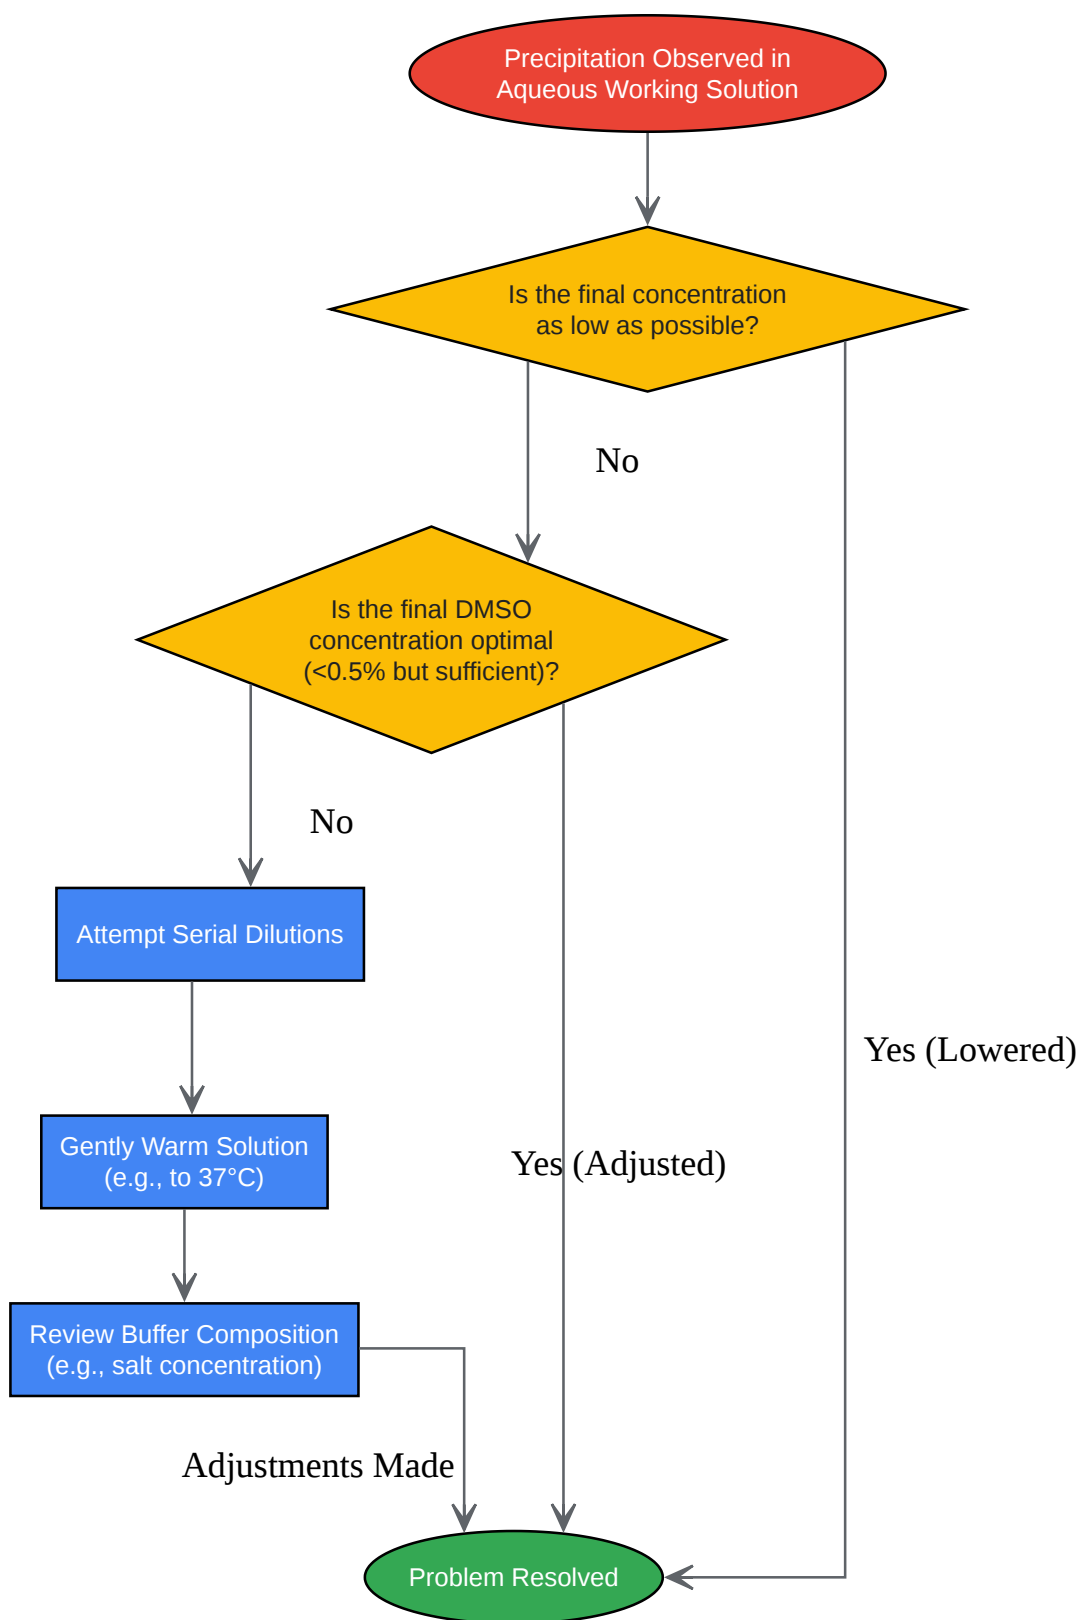 Precipitation Observed in
Aqueous Working Solution
Is the final concentration
as low as possible?
No
Is the final DMSO
concentration optimal
(<0.5% but sufficient)?
No
Attempt Serial Dilutions
Yes (Lowered)
Gently Warm Solution
(e.g., to 37°C)
Yes (Adjusted)
Review Buffer Composition
(e.g., salt concentration)
Adjustments Made
Problem Resolved